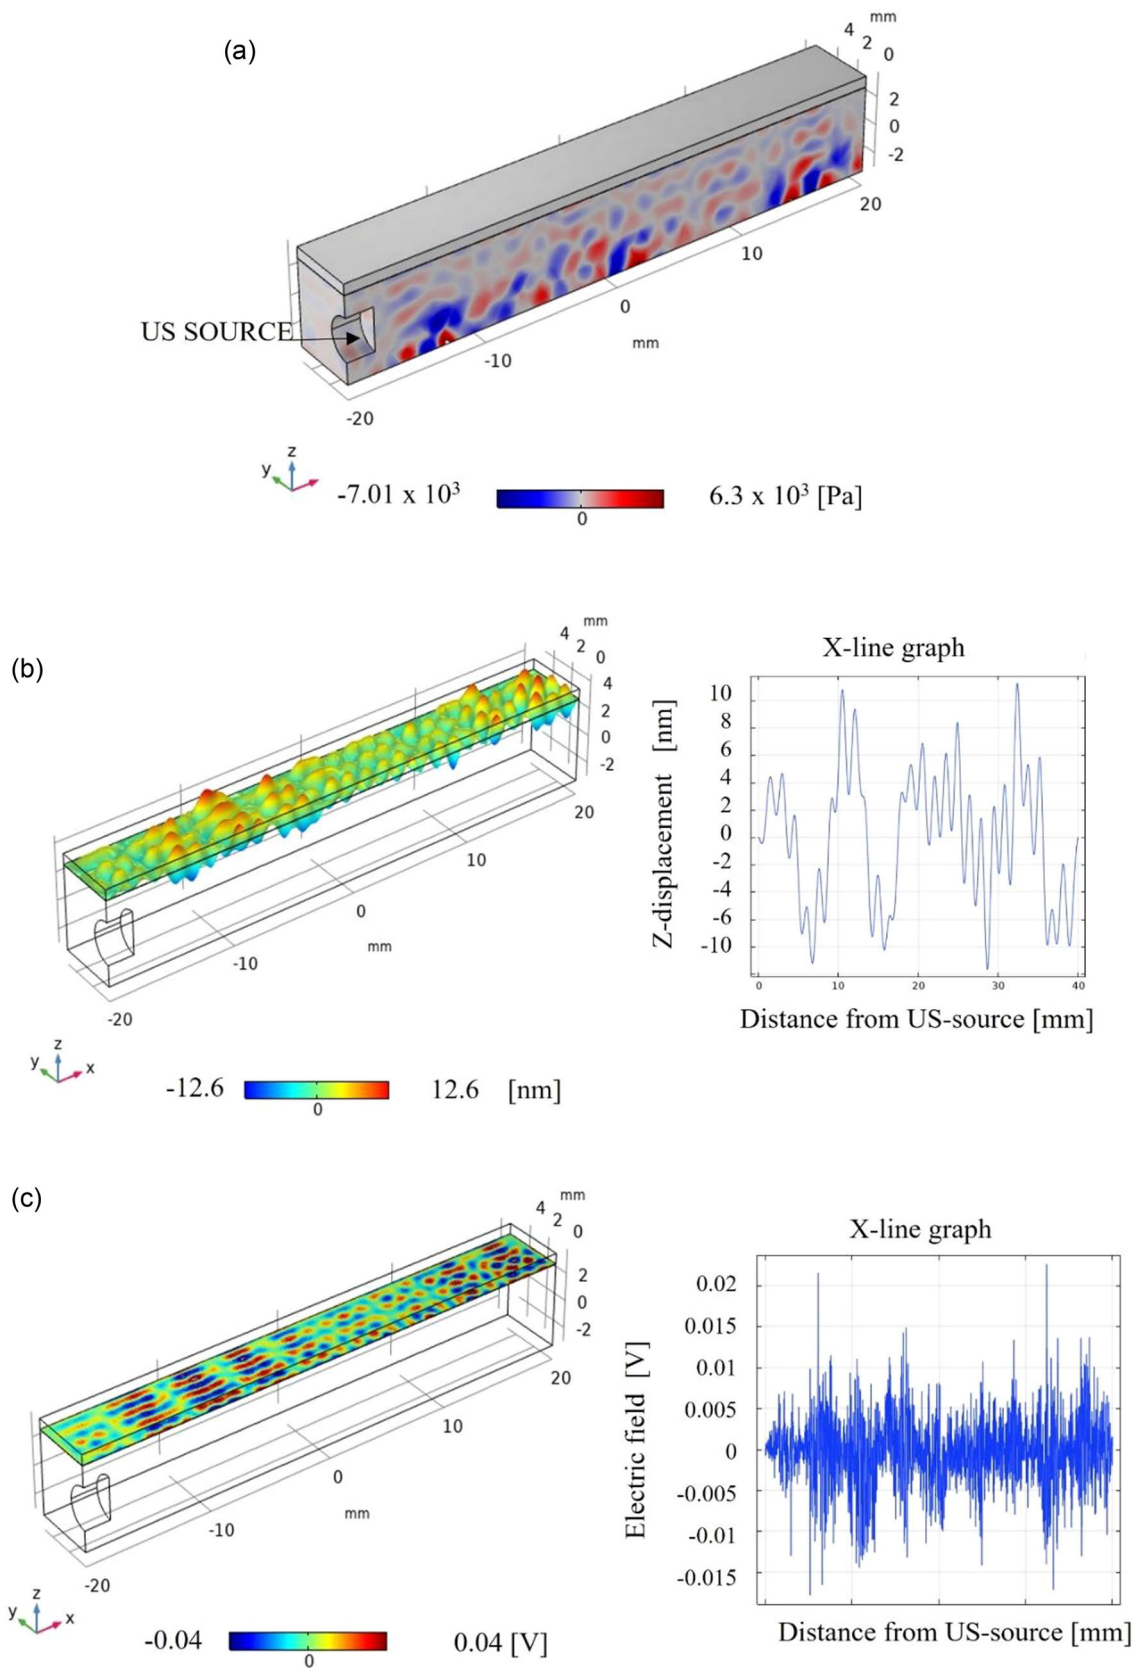 (a)
mm
4
2
0
2
0
-2
20
10
0
mm
-10
-20
US SOURCE
z
y
-7.01 x 10³
0
6.3 x 10³ [Pa]
(b)
mm
4
2
0
4
2
0
-2
20
10
0
mm
-10
-20
z
y
x
-12.6
0
12.6
[nm]
X-line graph
Z-displacement [nm]
10
8
6
4
2
0
-2
-4
-6
-10
0 10 20 30 40
Distance from US-source [mm]
(c)
mm
4
2
0
2
0
-2
20
10
0
mm
-10
-20
z
y
x
-0.04
0
0.04 [V]
X-line graph
Electric field [V]
0.02
0.015
0.01
0.005
0
-0.005
-0.01
-0.015
Distance from US-source [mm]